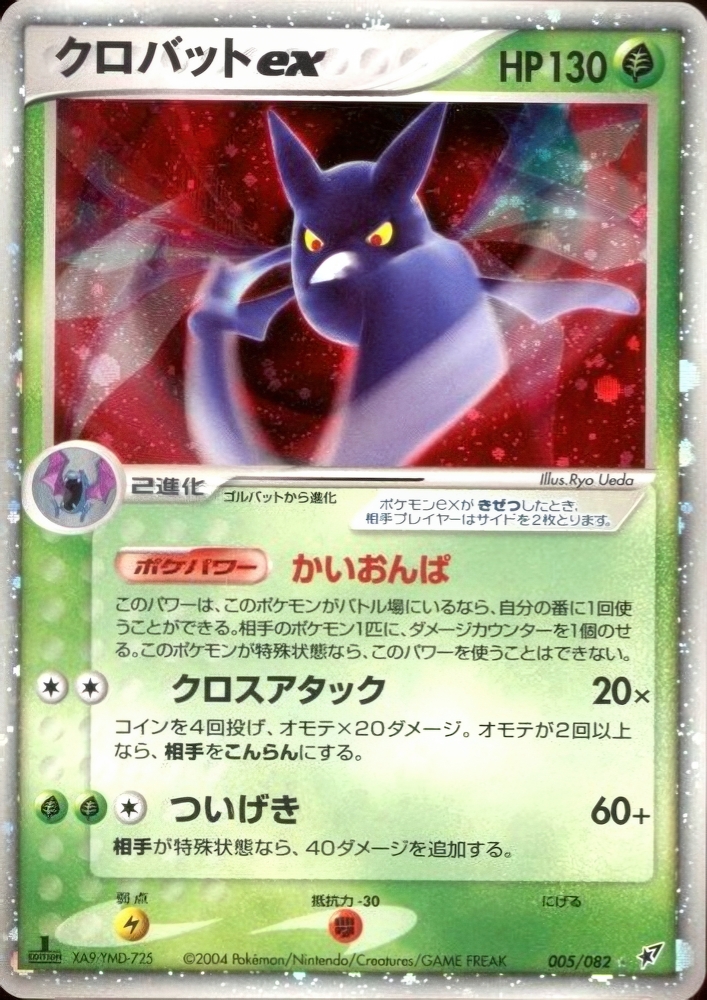 クロバットex HP130
Illus.Ryo Ueda
2進化 ゴルバットから進化
ポケモンexが きぜつしたとき、
相手プレイヤーはサイドを2枚とります。
ポケパワー かいおんぱ
このパワーは、このポケモンがバトル場にいるなら、自分の番に1回使
うことができる。相手のポケモン1匹に、ダメージカウンターを1個のせ
る。このポケモンが特殊状態なら、このパワーを使うことはできない。
クロスアタック 20×
コインを4回投げ、オモテ×20ダメージ。オモテが2回以上
なら、相手をこんらんにする。
ついげき 60+
相手が特殊状態なら、40ダメージを追加する。
弱点 抵抗力 -30 にげる
1 EDITION XA9/YMD-725 ©2004 Pokémon/Nintendo/Creatures/GAME FREAK 005/082